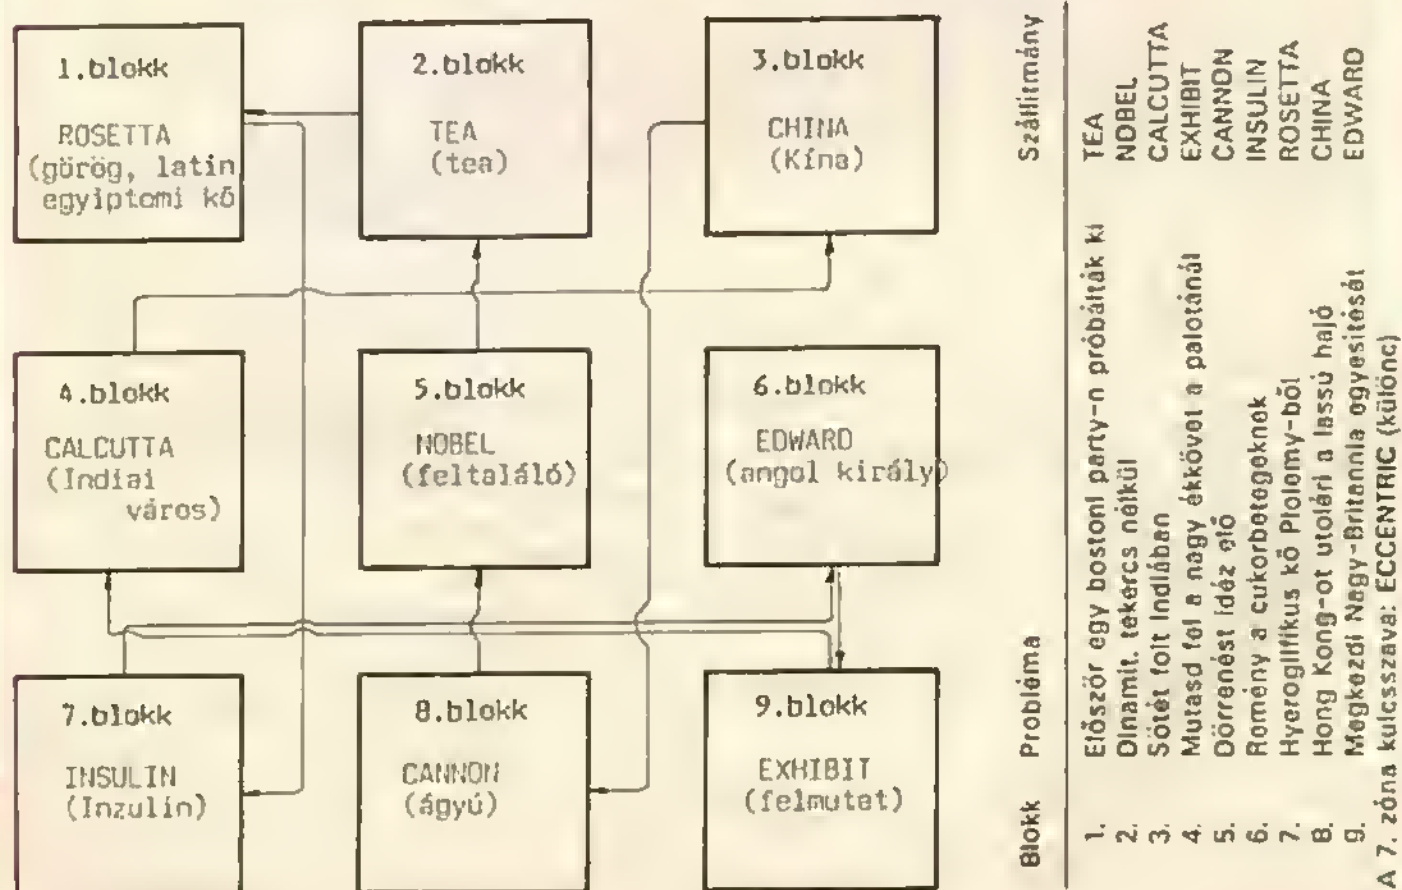 1.blokk
ROSETTA
(görög, latin
egyiptomi kő
2.blokk
TEA
(tea)
3.blokk
CHINA
(Kína)
4.blokk
CALCUTTA
(Indiai
város)
5.blokk
NOBEL
(feltaláló)
6.blokk
EDWARD
(angol király)
7.blokk
INSULIN
(Inzulin)
8.blokk
CANNON
(ágyú)
9.blokk
EXHIBIT
(felmutat)
Blokk Probléma Szállítmány
1. Először egy bostoni party-n próbálták ki TEA
2. Dinamit. tekercs nélkül NOBEL
3. Sötét folt Indiában CALCUTTA
4. Mutasd fel a nagy ékkövet a palotánál EXHIBIT
5. Dörrenést idéz elő CANNON
6. Remény a cukorbetegeknek INSULIN
7. Hyeroglifikus kő Ptolomy-ből ROSETTA
8. Hong Kong-ot utoléri a lassú hajó CHINA
9. Megkezdi Nagy-Britannia egyesítését EDWARD
A 7. zóna kulcsszava: ECCENTRIC (különc)